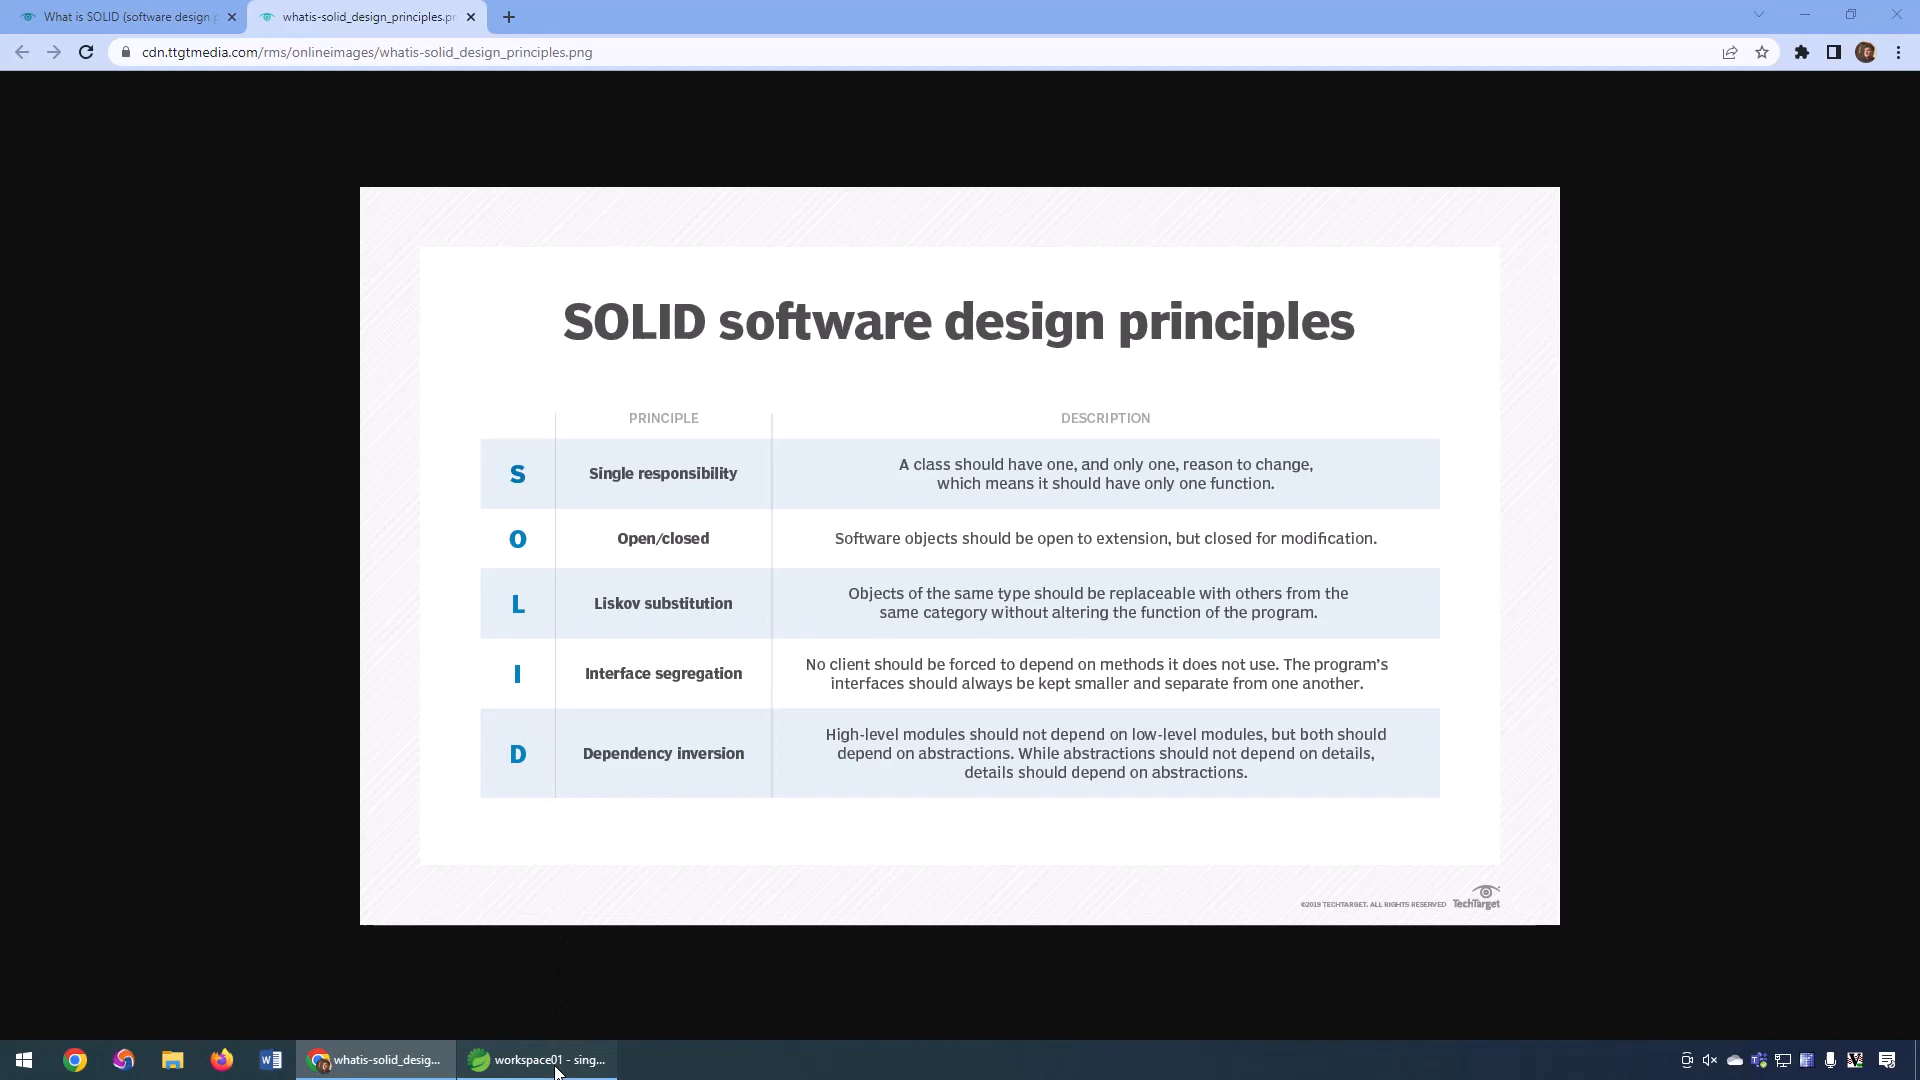 What is SOLID (software design p
whatis-solid_design_principles.pn
cdn.ttgtmedia.com/rms/onlineimages/whatis-solid_design_principles.png
SOLID software design principles
PRINCIPLE
DESCRIPTION
S
Single responsibility
A class should have one, and only one, reason to change,
which means it should have only one function.
O
Open/closed
Software objects should be open to extension, but closed for modification.
L
Liskov substitution
Objects of the same type should be replaceable with others from the
same category without altering the function of the program.
I
Interface segregation
No client should be forced to depend on methods it does not use. The program's
interfaces should always be kept smaller and separate from one another.
D
Dependency inversion
High-level modules should not depend on low-level modules, but both should
depend on abstractions. While abstractions should not depend on details,
details should depend on abstractions.
©2019 TECHTARGET. ALL RIGHTS RESERVED TechTarget
whatis-solid_desig...
workspace01 - sing...